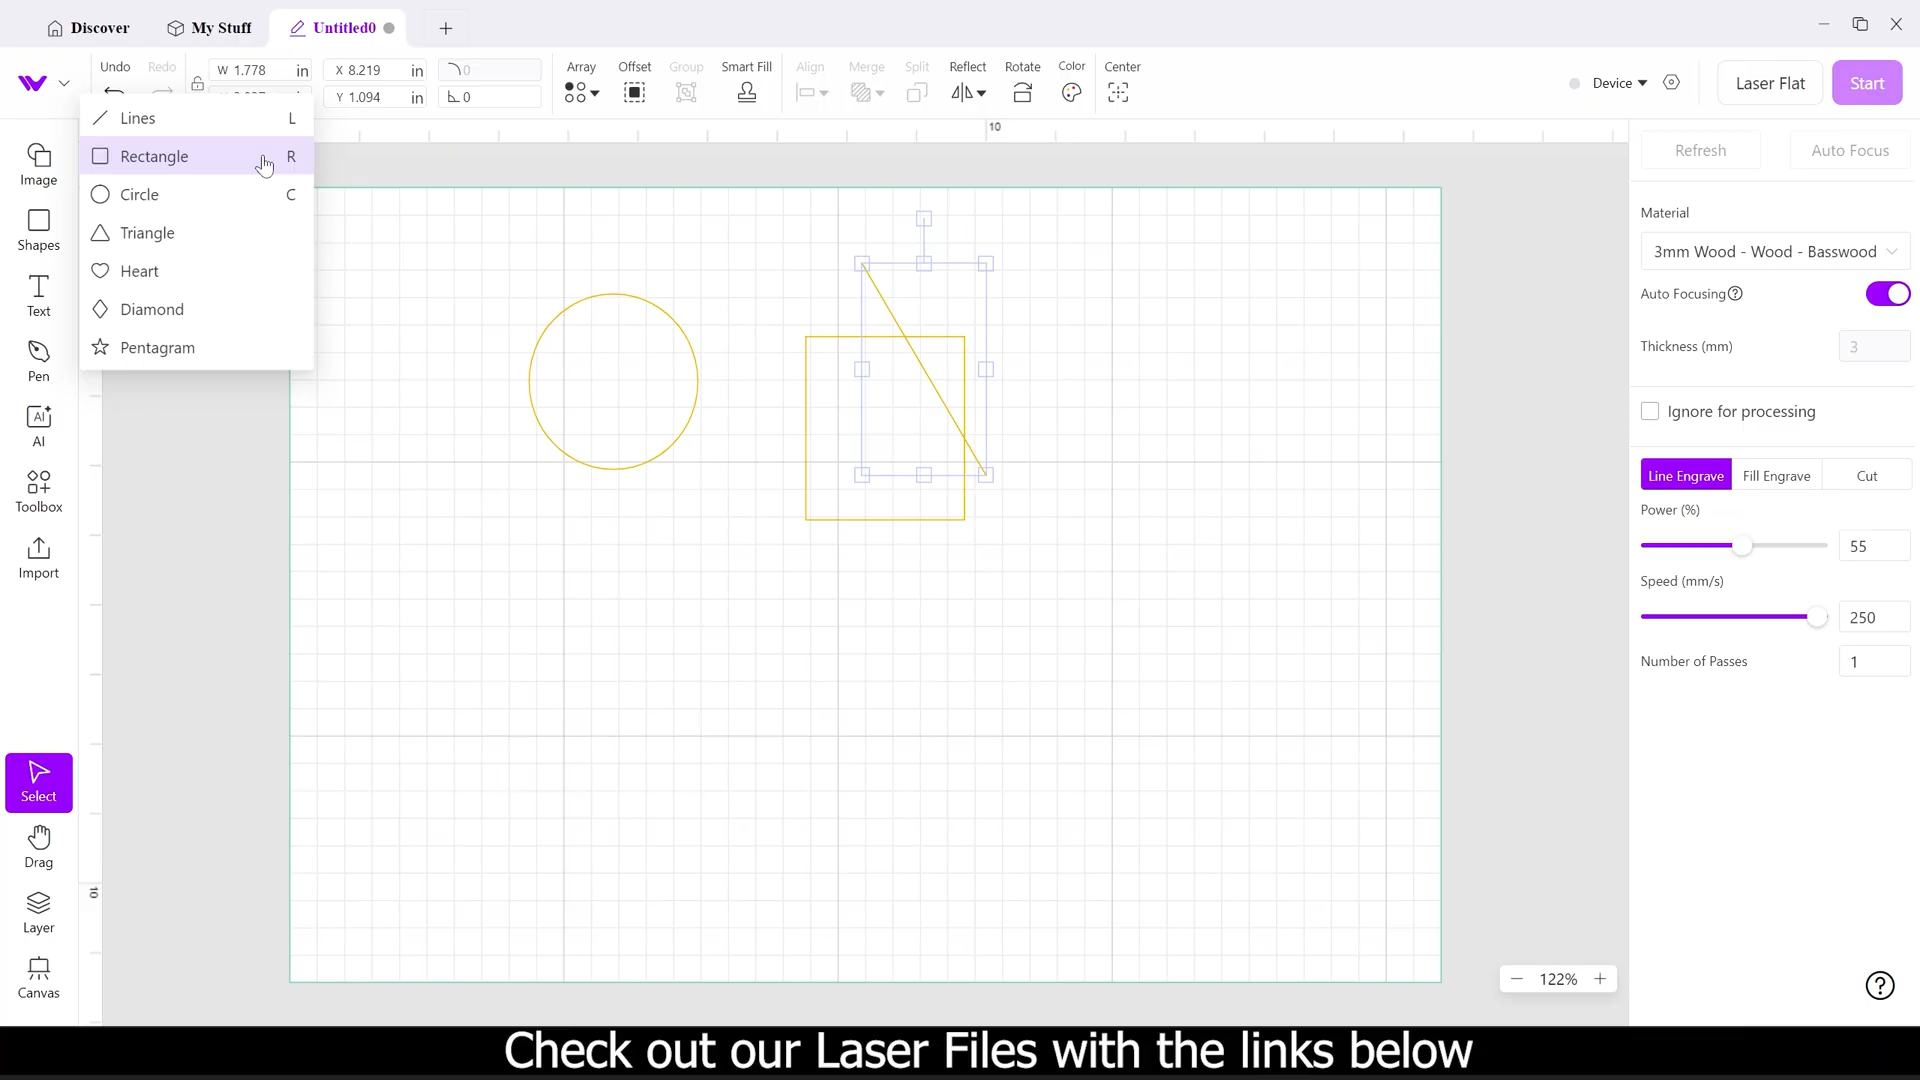 Discover
My Stuff
Untitled0
Undo
Redo
W 1.778 in
X 8.219 in
0
Y 1.094 in
0
Array
Offset
Group
Smart Fill
Align
Merge
Split
Reflect
Rotate
Color
Center
Device
Laser Flat
Start
Lines L
Rectangle R
Circle C
Triangle
Heart
Diamond
Pentagram
Image
Shapes
Text
Pen
AI
AI
Toolbox
Import
Select
Drag
Layer
Canvas
10
10
Refresh
Auto Focus
Material
3mm Wood - Wood - Basswood
Auto Focusing
Thickness (mm) 3
Ignore for processing
Line Engrave Fill Engrave Cut
Power (%)
55
Speed (mm/s)
250
Number of Passes 1
122%
Check out our Laser Files with the links below